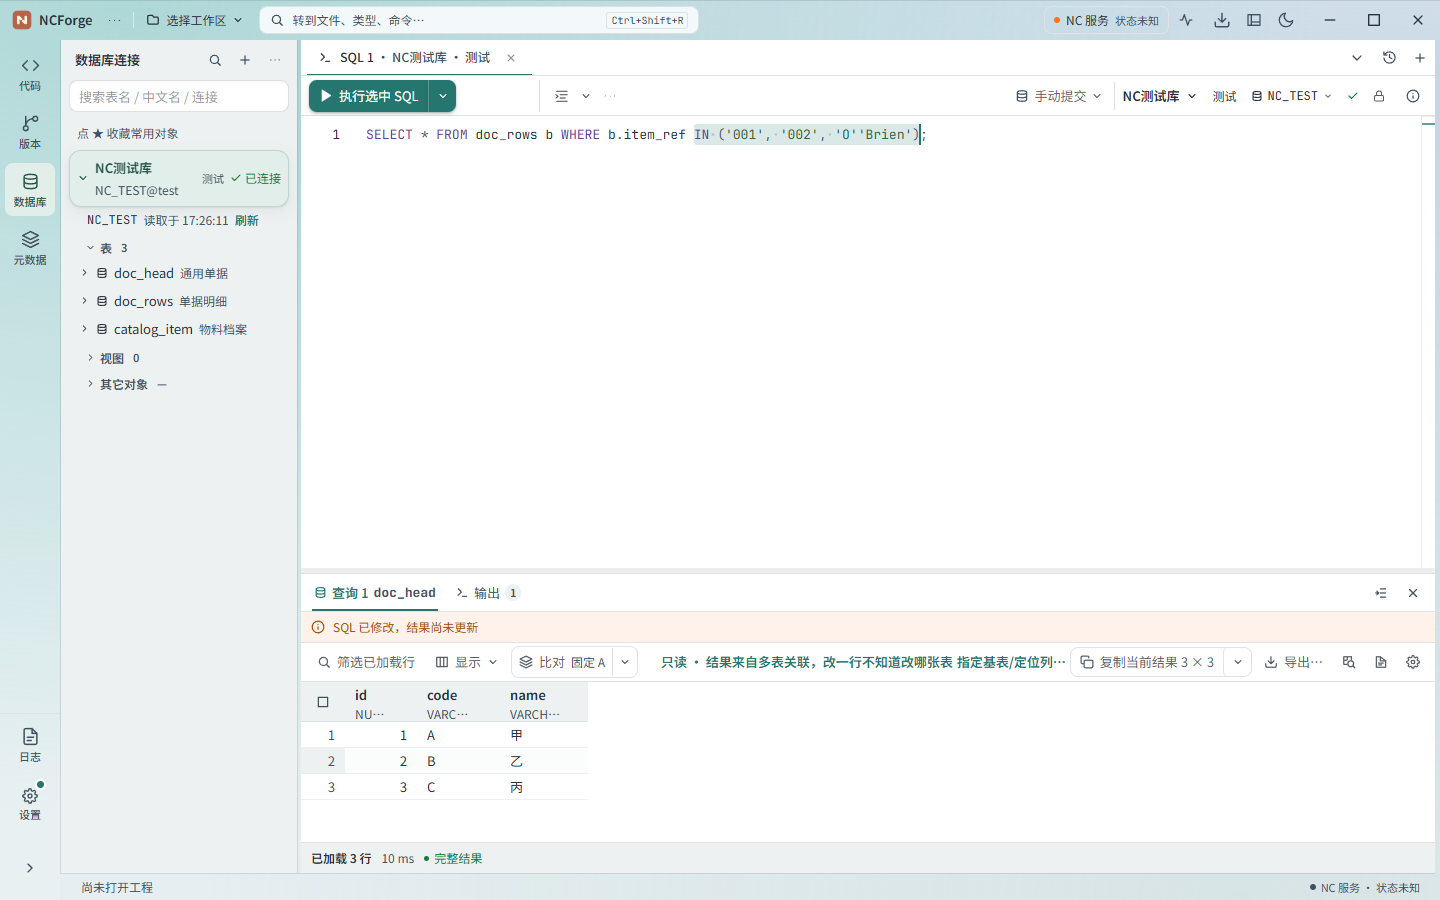 NCForge ··· 选择工作区 转到文件、类型、命令··· Ctrl+Shift+R NC 服务 状态未知
代码
版本
数据库
元数据
日志
设置
数据库连接 ···
搜索表名 / 中文名 / 连接
点 ★ 收藏常用对象
NC测试库
NC_TEST@test
测试 已连接
NC_TEST 读取于 17:26:11 刷新
表 3
doc_head 通用单据
doc_rows 单据明细
catalog_item 物料档案
视图 0
其它对象 —
SQL 1 • NC测试库 • 测试
执行选中 SQL ··· 手动提交 NC测试库 测试 NC_TEST
1 SELECT * FROM doc_rows b WHERE b.item_ref IN ('001', '002', 'O''Brien');
查询 1 doc_head 输出 1
SQL 已修改，结果尚未更新
筛选已加载行 显示 比对 固定 A 只读 • 结果来自多表关联，改一行不知道改哪张表 指定基表/定位列··· 复制当前结果 3 × 3 导出···
id code name
NU··· VARC··· VARCH···
1 1 A 甲
2 2 B 乙
3 3 C 丙
已加载 3 行 10 ms 完整结果
尚未打开工程 NC 服务 • 状态未知